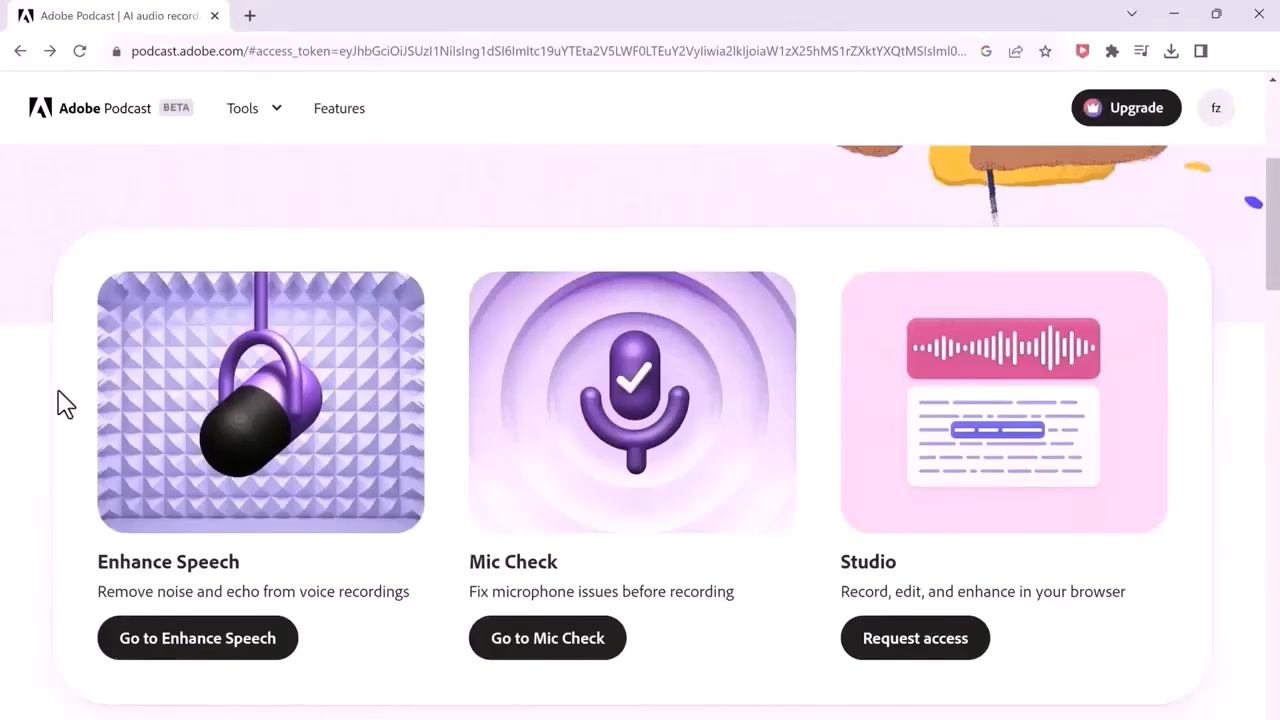 Adobe Podcast | AI audio record
podcast.adobe.com/#access_token=eyJhbGciOiJSUzI1NiIsIng1dSI6Imltc19uYTEta2V5LWF0LTEuY2VyIiwia2lkIjoiaW1zX25hMS1rZXktYXQtMSIsIml0...
Adobe Podcast BETA
Tools
Features
Upgrade
fz
Enhance Speech
Remove noise and echo from voice recordings
Go to Enhance Speech
Mic Check
Fix microphone issues before recording
Go to Mic Check
Studio
Record, edit, and enhance in your browser
Request access